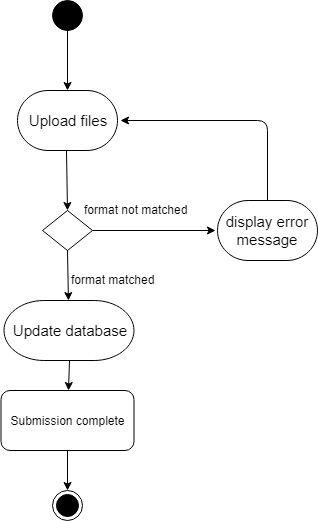 Upload files
format not matched
display error
message
format matched
Update database
Submission complete